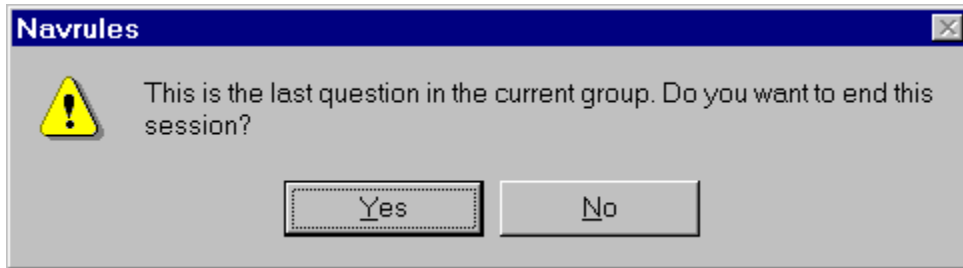 Navrules
This is the last question in the current group. Do you want to end this
session?
Yes
No